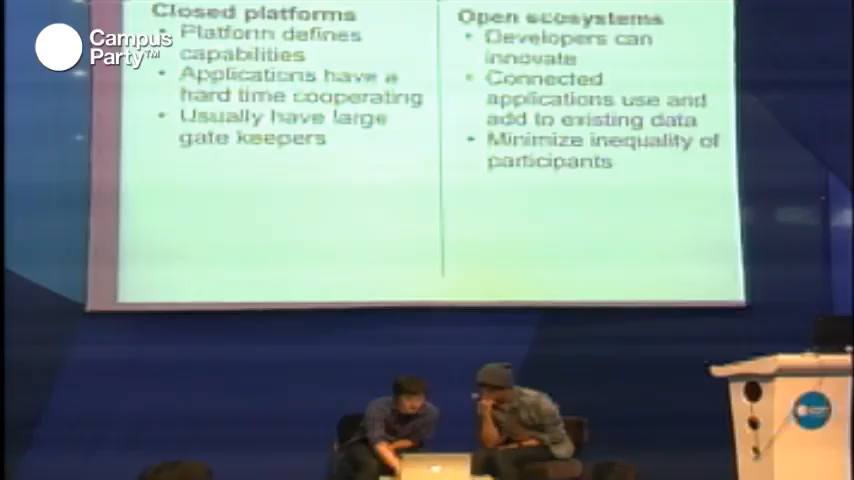 Campus
Party™
Closed platforms
• Platform defines
capabilities
• Applications have a
hard time cooperating
• Usually have large
gate keepers
Open ecosystems
• Developers can
innovate
• Connected
applications use and
add to existing data
• Minimize inequality of
participants